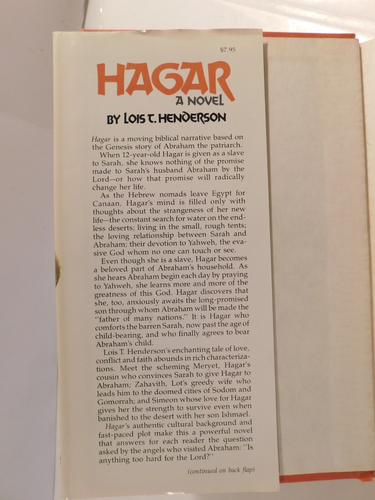 $7.95
HAGAR
A NOVEL
BY LOIS T. HENDERSON
Hagar is a moving biblical narrative based on
the Genesis story of Abraham the patriarch.
When 12-year-old Hagar is given as a slave
to Sarah, she knows nothing of the promise
made to Sarah's husband Abraham by the
Lord—or how that promise will radically
change her life.
As the Hebrew nomads leave Egypt for
Canaan, Hagar's mind is filled only with
thoughts about the strangeness of her new
life—the constant search for water on the end-
less deserts; living in the small, rough tents;
the loving relationship between Sarah and
Abraham; their devotion to Yahweh, the eva-
sive God whom no one can touch or see.
Even though she is a slave, Hagar becomes
a beloved part of Abraham's household. As
she hears Abraham begin each day by praying
to Yahweh, she learns more and more of the
greatness of this God. Hagar discovers that
she, too, anxiously awaits the long-promised
son through whom Abraham will be made the
"father of many nations." It is Hagar who
comforts the barren Sarah, now past the age of
child-bearing, and who finally agrees to bear
Abraham's child.
Lois T. Henderson's enchanting tale of love,
conflict and faith abounds in rich characteriza-
tions. Meet the scheming Meryet, Hagar's
cousin who convinces Sarah to give Hagar to
Abraham; Zahavith, Lot's greedy wife who
leads him to the doomed cities of Sodom and
Gomorrah; and Simeon whose love for Hagar
gives her the strength to survive even when
banished to the desert with her son Ishmael.
Hagar's authentic cultural background and
fast-paced plot make this a powerful novel
that answers for each reader the question
asked by the angels who visited Abraham: "Is
anything too hard for the Lord?"
(continued on back flap)